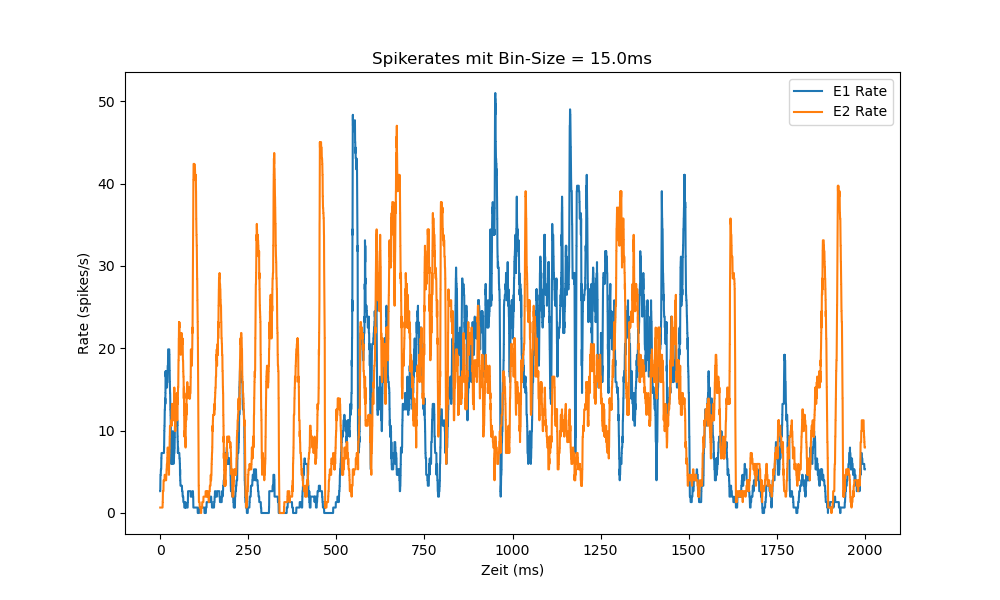 Spikerates mit Bin-Size = 15.0ms
E1 Rate
E2 Rate
Rate (spikes/s)
50
40
30
20
10
0
0 250 500 750 1000 1250 1500 1750 2000
Zeit (ms)